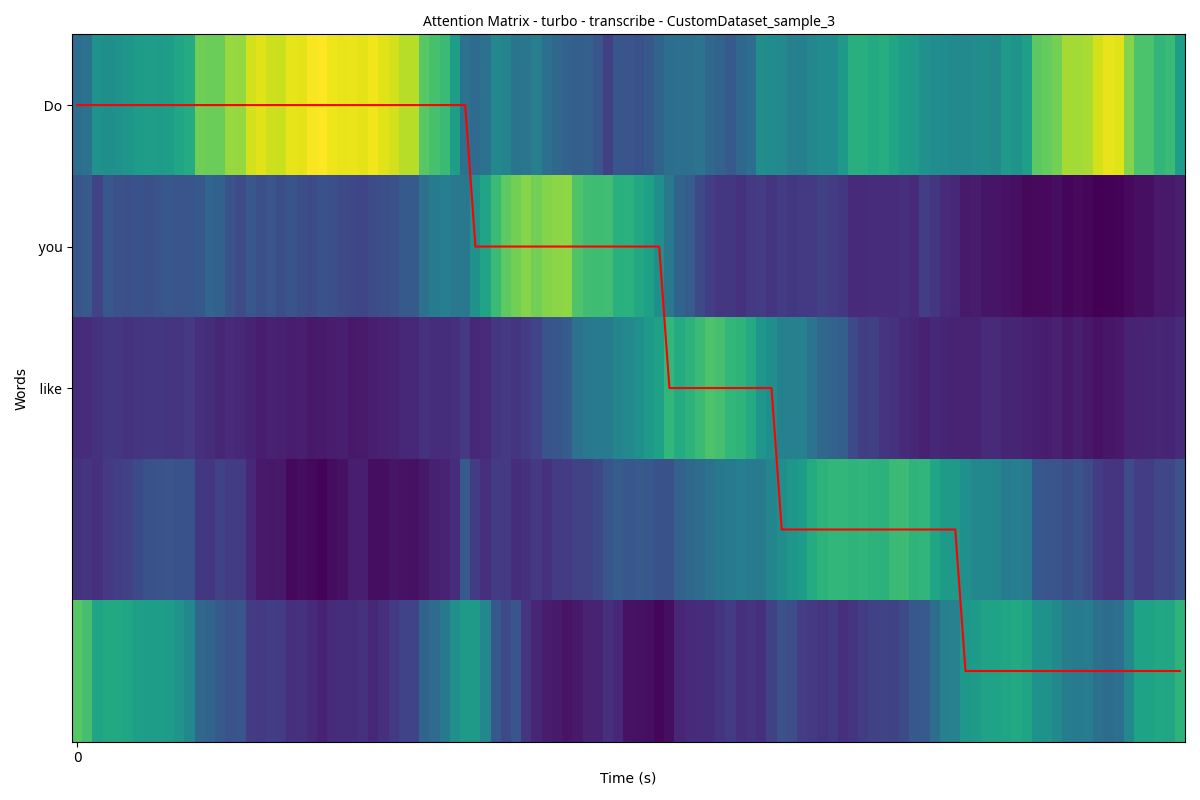 Attention Matrix - turbo - transcribe - CustomDataset_sample_3
Do
you
like
Words
0
Time (s)